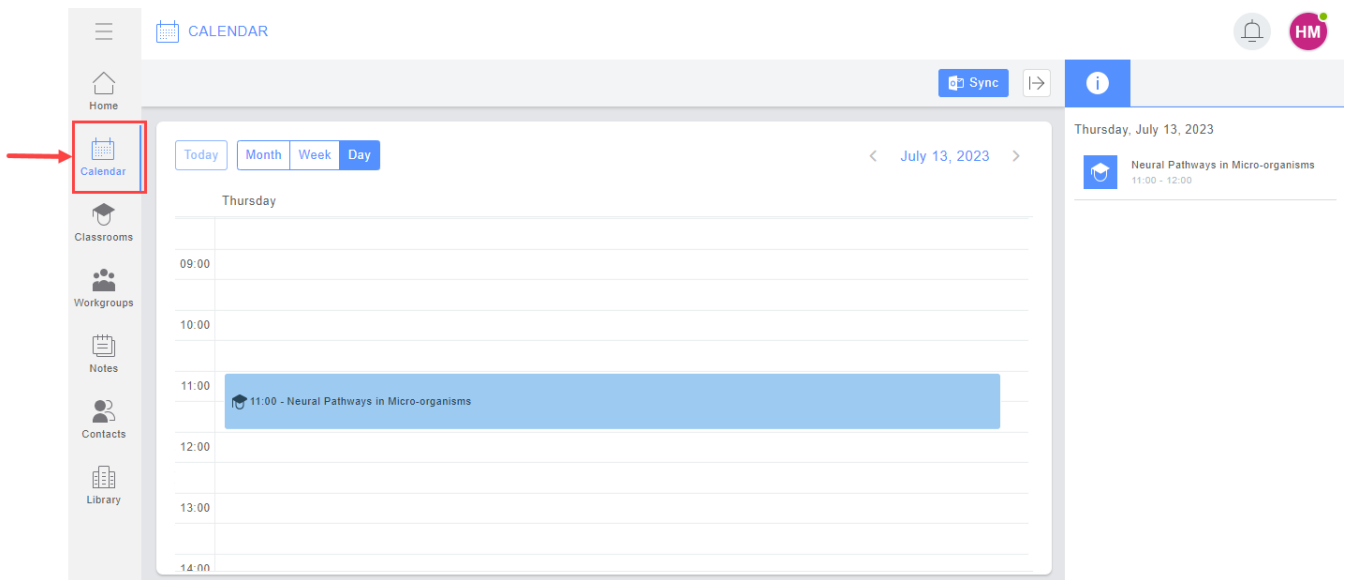 CALENDAR
HM
Sync
Home
Calendar
Classrooms
Workgroups
Notes
Contacts
Library
Today Month Week Day
July 13, 2023
Thursday
09:00
10:00
11:00
11:00 - Neural Pathways in Micro-organisms
12:00
13:00
14:00
Thursday, July 13, 2023
Neural Pathways in Micro-organisms
11:00 - 12:00